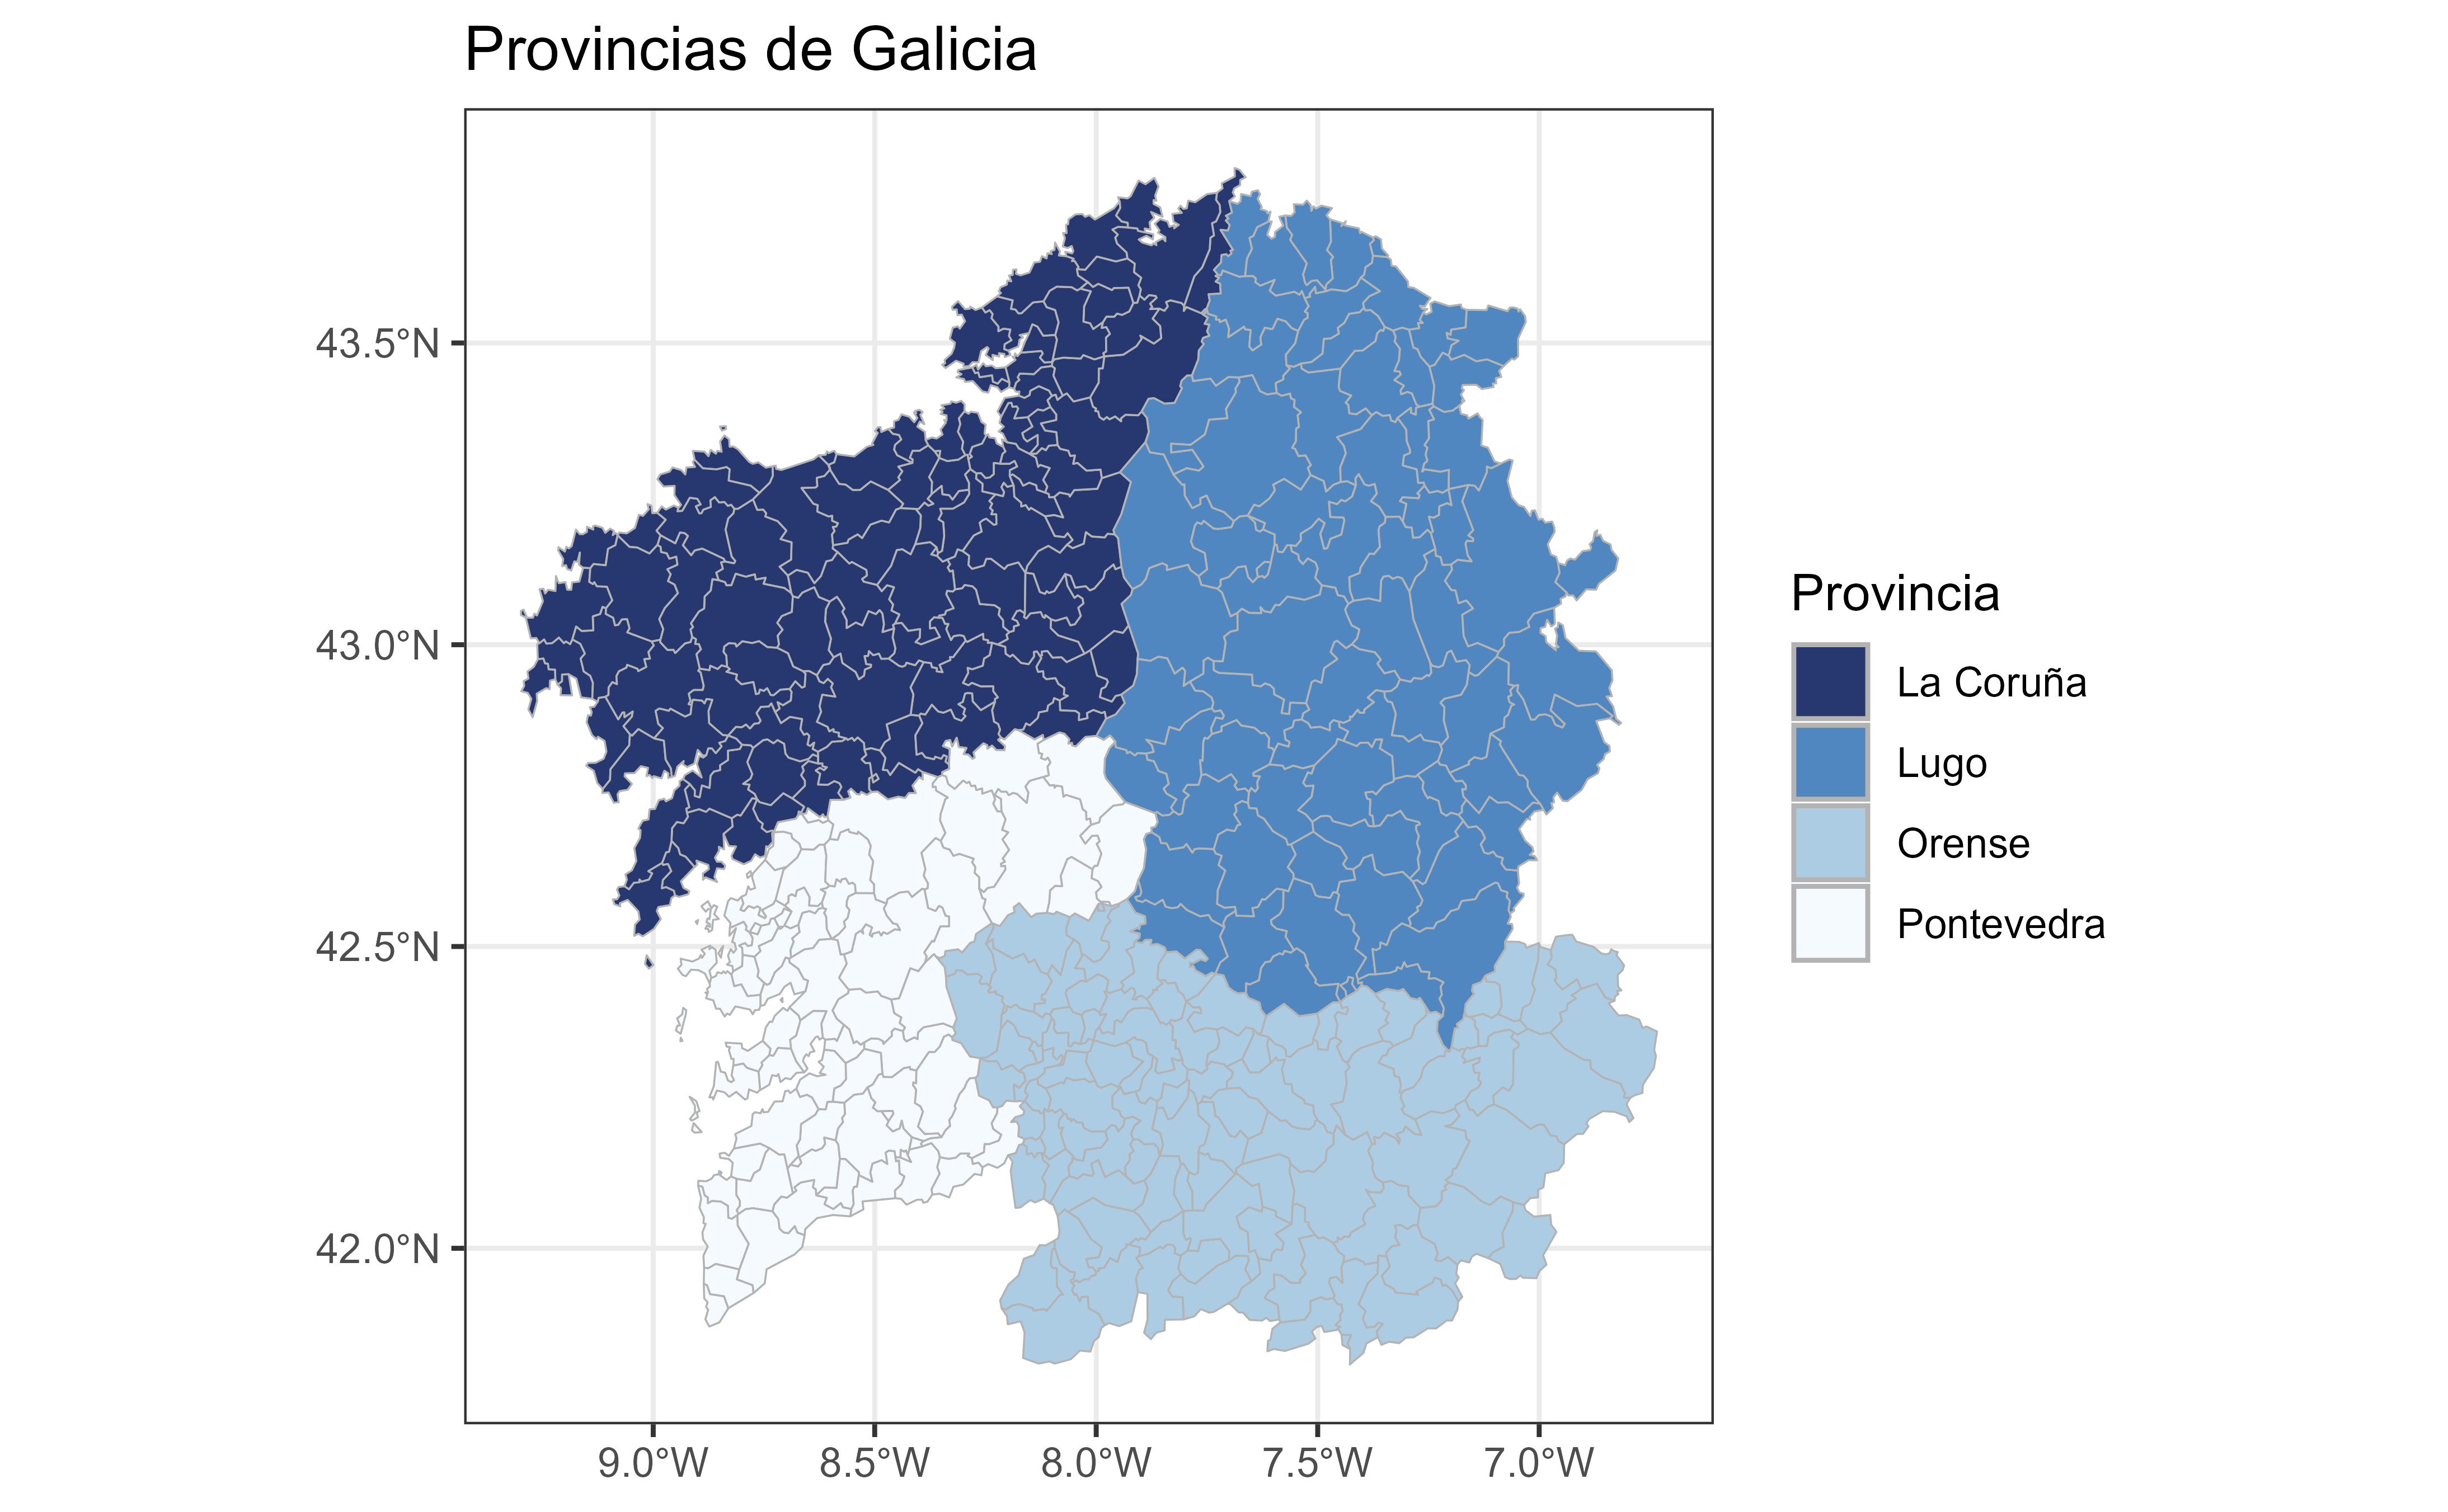 Provincias de Galicia
43.5°N
43.0°N
42.5°N
42.0°N
9.0°W 8.5°W 8.0°W 7.5°W 7.0°W
Provincia
La Coruña
Lugo
Orense
Pontevedra